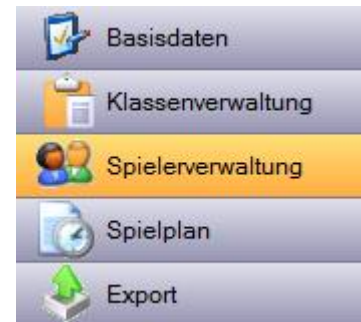 Basisdaten
Klassenverwaltung
Spielerverwaltung
Spielplan
Export